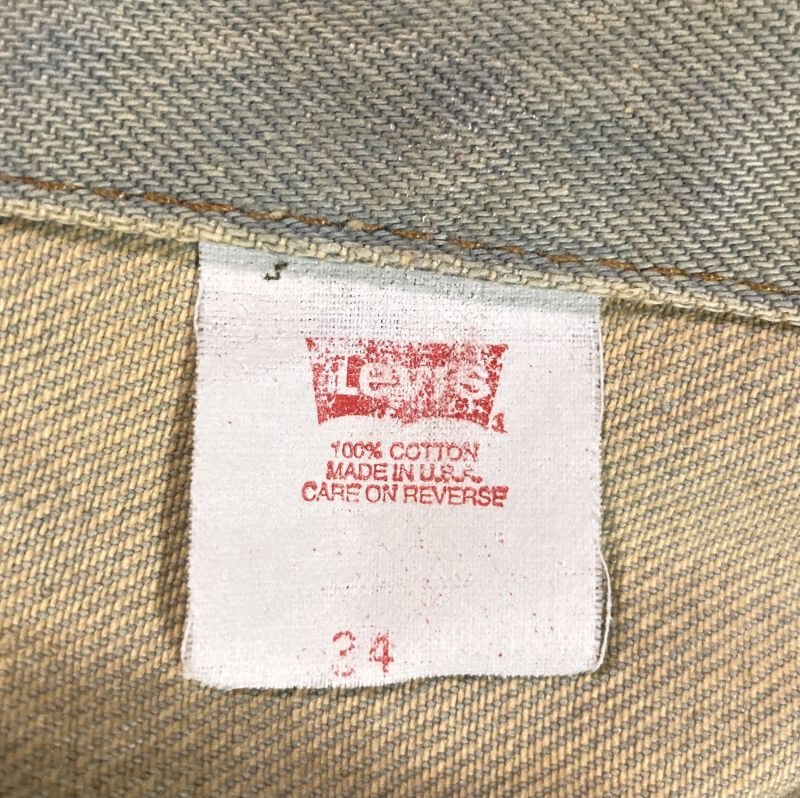 Levi's
100% COTTON
MADE IN U.S.A.
CARE ON REVERSE
34